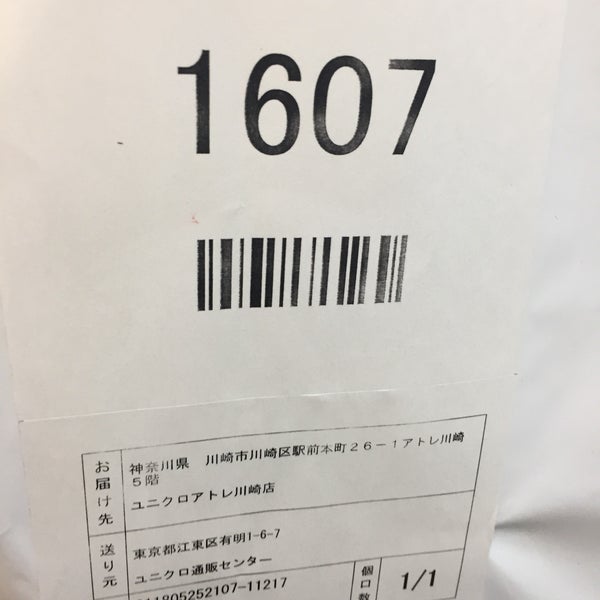 1607
お届け先
神奈川県 川崎市川崎区駅前本町26-1アトレ川崎
5階
ユニクロアトレ川崎店
送り元
東京都江東区有明1-6-7
ユニクロ通販センター
11805252107-11217
個口数
1/1